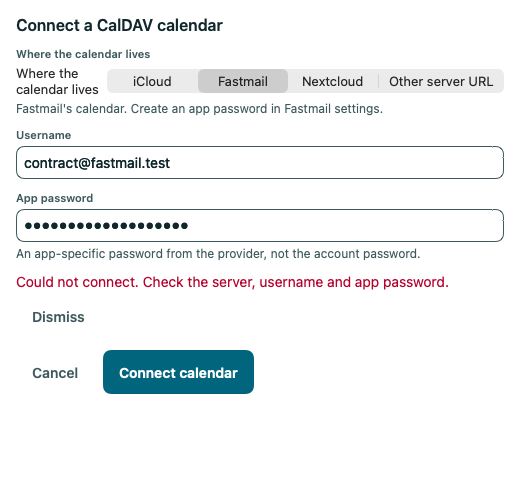 Connect a CalDAV calendar
Where the calendar lives
Where the
calendar lives
iCloud
Fastmail
Nextcloud
Other server URL
Fastmail's calendar. Create an app password in Fastmail settings.
Username
contract@fastmail.test
App password
●●●●●●●●●●●●●●●●●●●
An app-specific password from the provider, not the account password.
Could not connect. Check the server, username and app password.
Dismiss
Cancel
Connect calendar